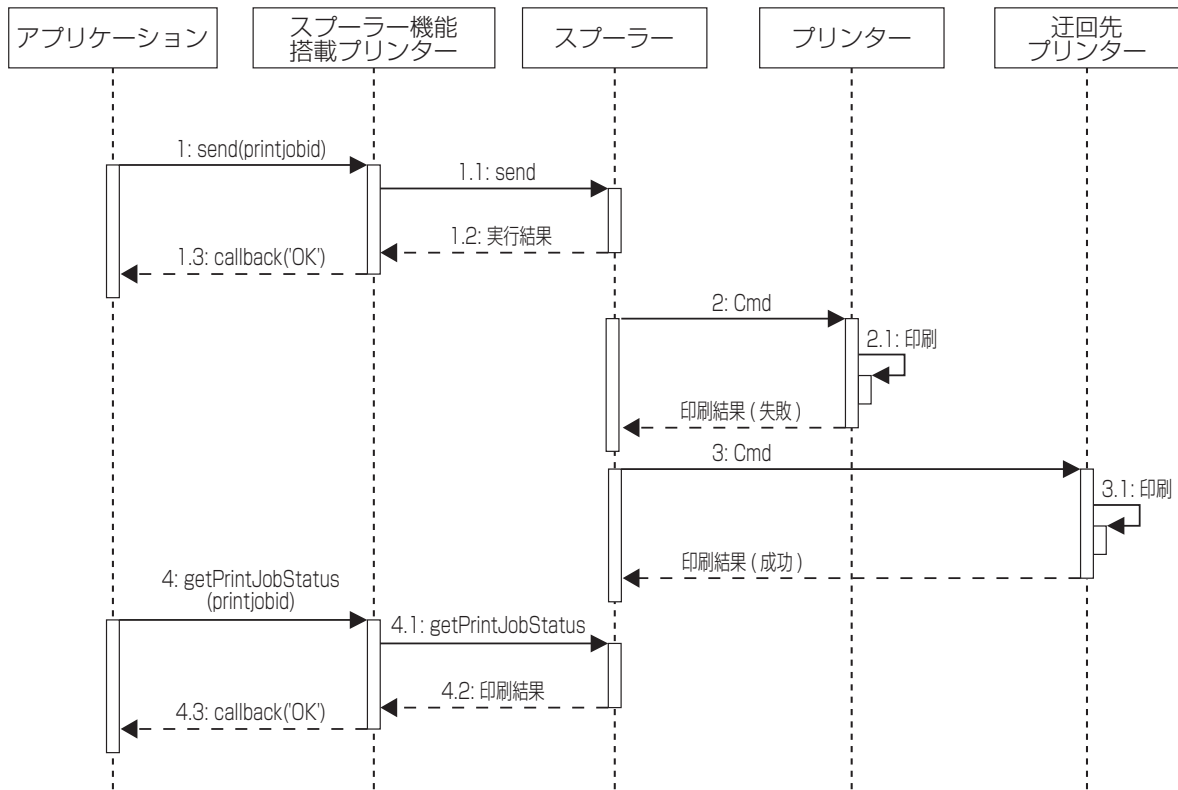 アプリケーション
スプーラー機能
搭載プリンター
スプーラー
プリンター
迂回先
プリンター
1: send(printjobid)
1.1: send
1.2: 実行結果
1.3: callback('OK')
2: Cmd
2.1: 印刷
印刷結果 ( 失敗 )
3: Cmd
3.1: 印刷
印刷結果 ( 成功 )
4: getPrintJobStatus
(printjobid)
4.1: getPrintJobStatus
4.2: 印刷結果
4.3: callback('OK')